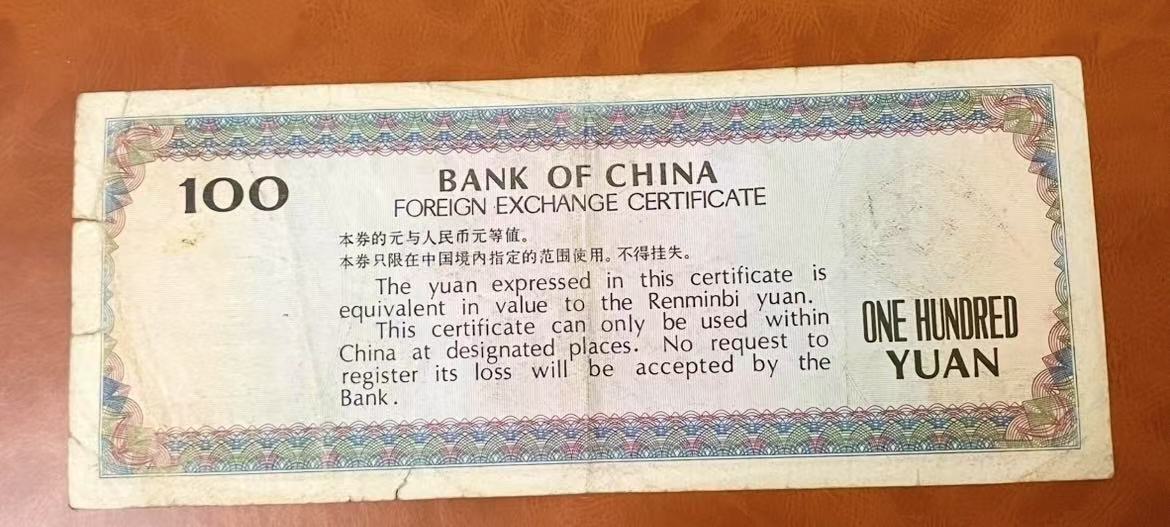 100
BANK OF CHINA
FOREIGN EXCHANGE CERTIFICATE
本券的元与人民币元等值。
本券只限在中国境内指定的范围使用。不得挂失。
The yuan expressed in this certificate is
equivalent in value to the Renminbi yuan.
This certificate can only be used within
China at designated places. No request to
register its loss will be accepted by the
Bank.
ONE HUNDRED
YUAN